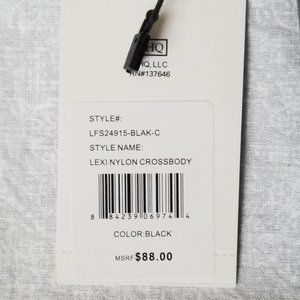 HQ
HQ, LLC
RN#137646
STYLE#:
LFS24915-BLAK-C
STYLE NAME:
LEXI NYLON CROSSBODY
8 84239 06974 4
COLOR:BLACK
MSRP $88.00